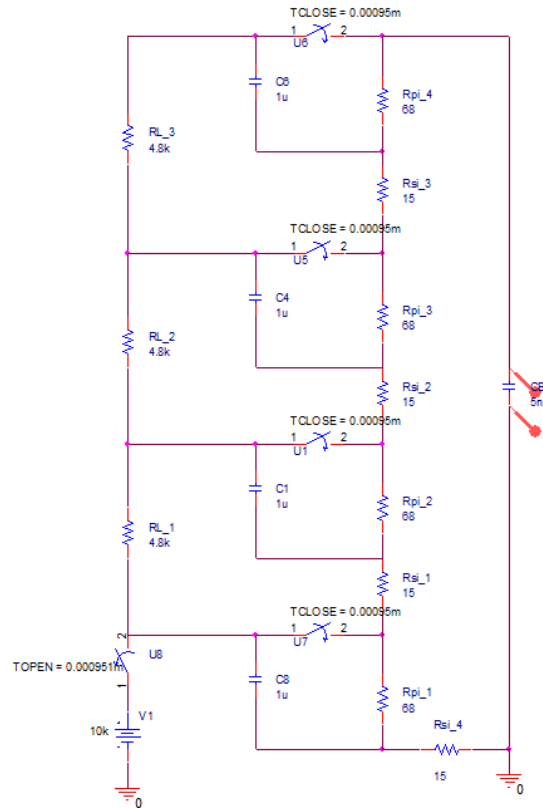 TCLOSE = 0.00095m
1
2
U6
C6
1u
Rpi_4
68
RL_3
4.8k
Rsi_3
15
TCLOSE = 0.00095m
1
2
U5
C4
1u
Rpi_3
68
RL_2
4.8k
Rsi_2
15
5n
TCLOSE = 0.00095m
1
2
U1
C1
1u
Rpi_2
68
RL_1
4.8k
Rsi_1
15
TCLOSE = 0.00095m
1
2
U7
2
U8
TOPEN = 0.000951m
1
C8
1u
Rpi_1
68
V1
10k
Rsi_4
15
0
0